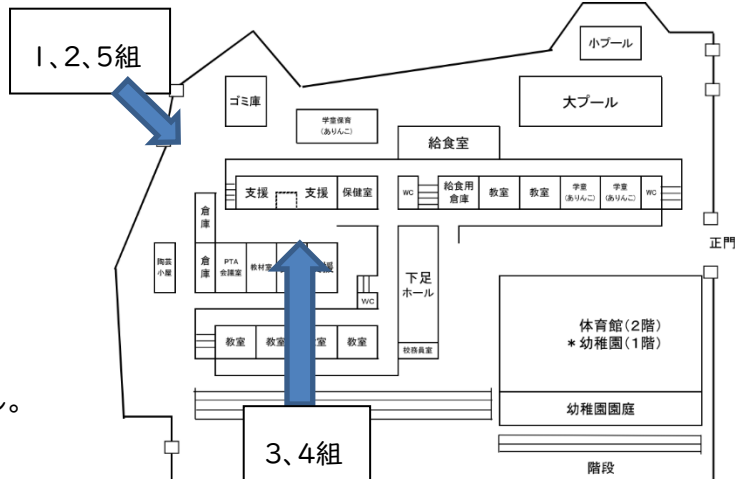 1、2、5組
小プール
ゴミ庫
大プール
学童保育
(ありんこ)
給食室
支援
支援
保健室
WC
給食用
倉庫
教室
教室
学童
(ありんこ)
学童
(ありんこ)
WC
倉庫
正門
陶芸
小屋
倉庫
PTA
会議室
教材室
下足
ホール
WC
体育館(2階)
*幼稚園(1階)
教室
教室
教室
校務員室
幼稚園園庭
ん。
3、4組
階段